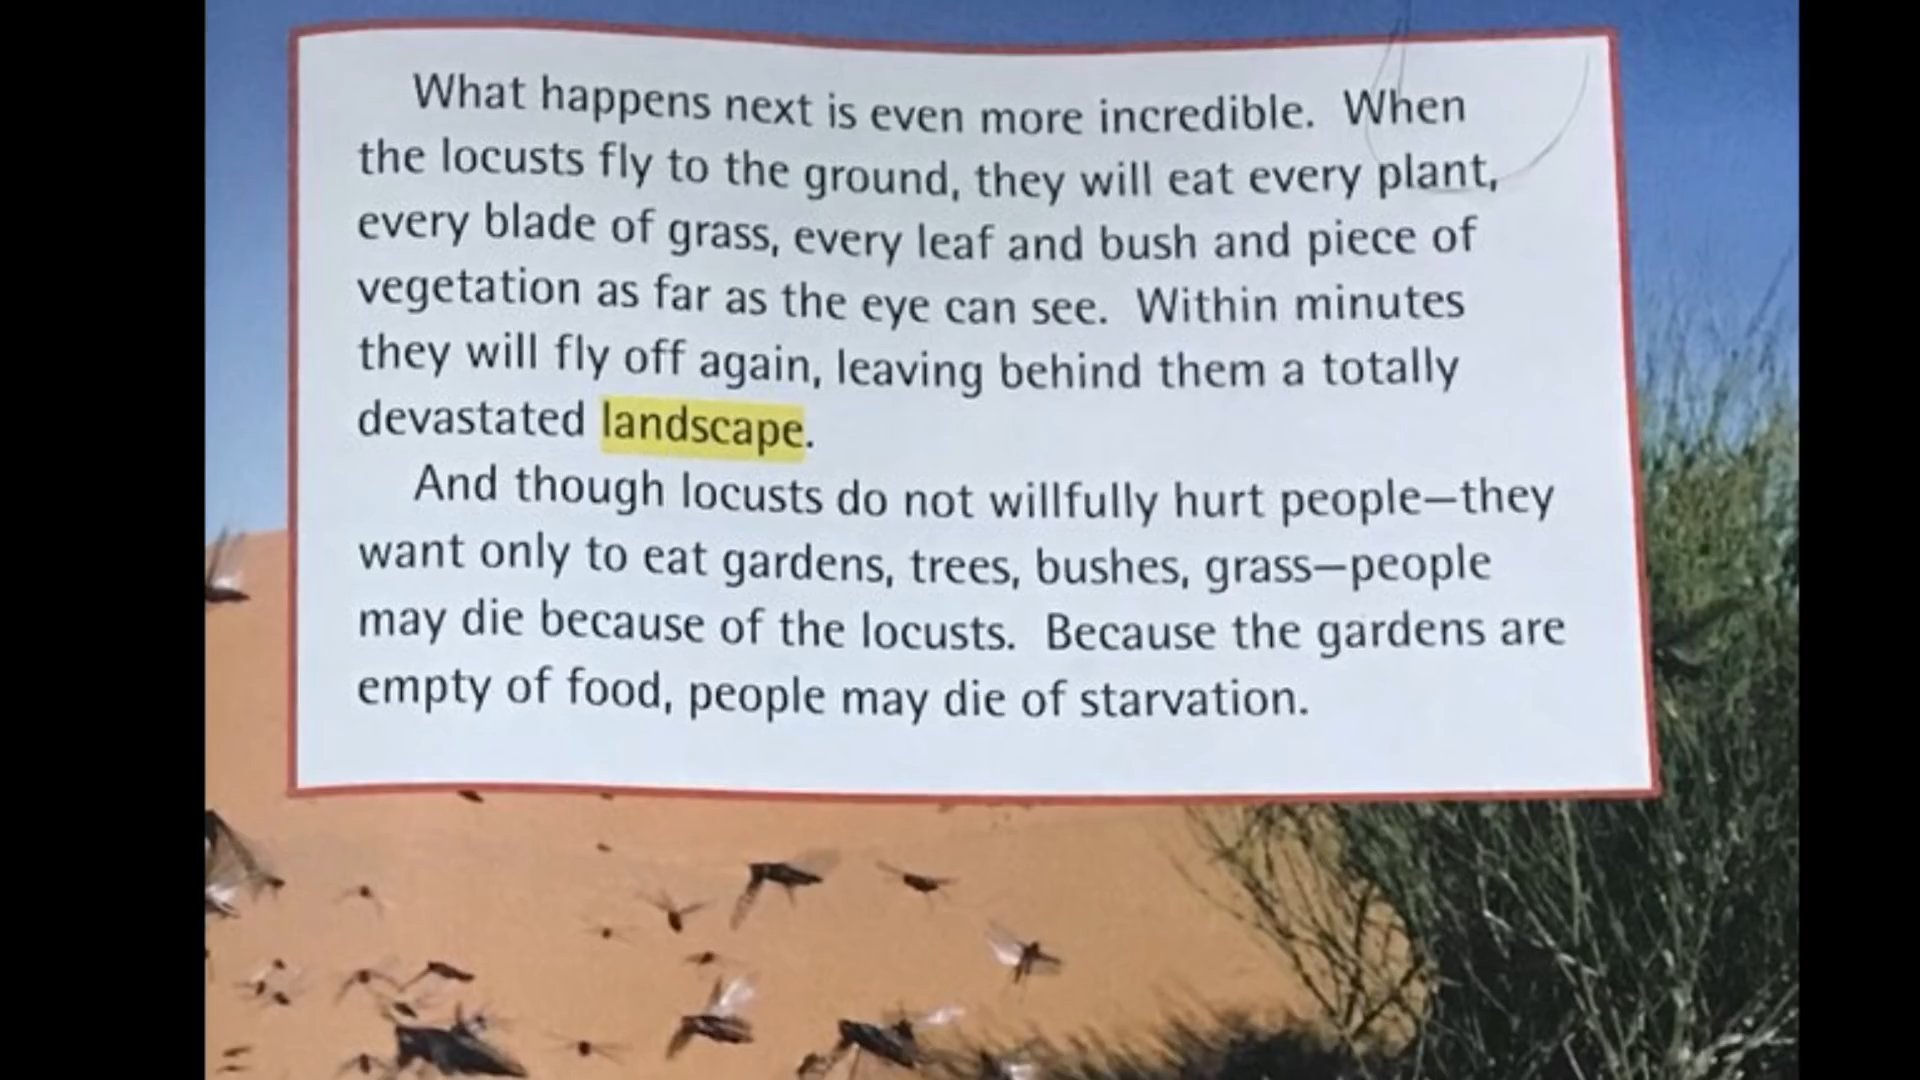 What happens next is even more incredible. When
the locusts fly to the ground, they will eat every plant,
every blade of grass, every leaf and bush and piece of
vegetation as far as the eye can see. Within minutes
they will fly off again, leaving behind them a totally
devastated landscape.
And though locusts do not willfully hurt people—they
want only to eat gardens, trees, bushes, grass—people
may die because of the locusts. Because the gardens are
empty of food, people may die of starvation.